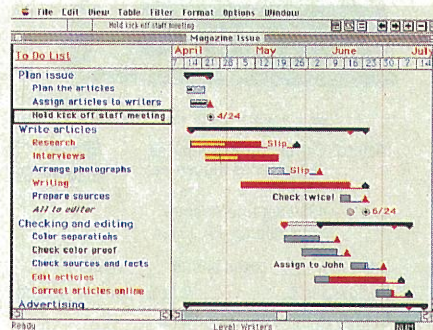 File Edit View Table Filter Format Options Window
Hold kick off staff meeting
Magazine Issue
To Do List
April May June July
7 14 21 28 5 12 19 26 2 9 16 23 30 7 14
Plan issue
Plan the articles
Assign articles to writers
Hold kick off staff meeting 4/24
Write articles
Research Slip
Interviews
Arrange photographs Slip
Writing
Prepare sources Check twice!
All to editor 6/24
Checking and editing
Color separations
Check color proof
Check sources and facts Assign to John
Edit articles
Correct articles online
Advertising
Ready Level: Writers NUM